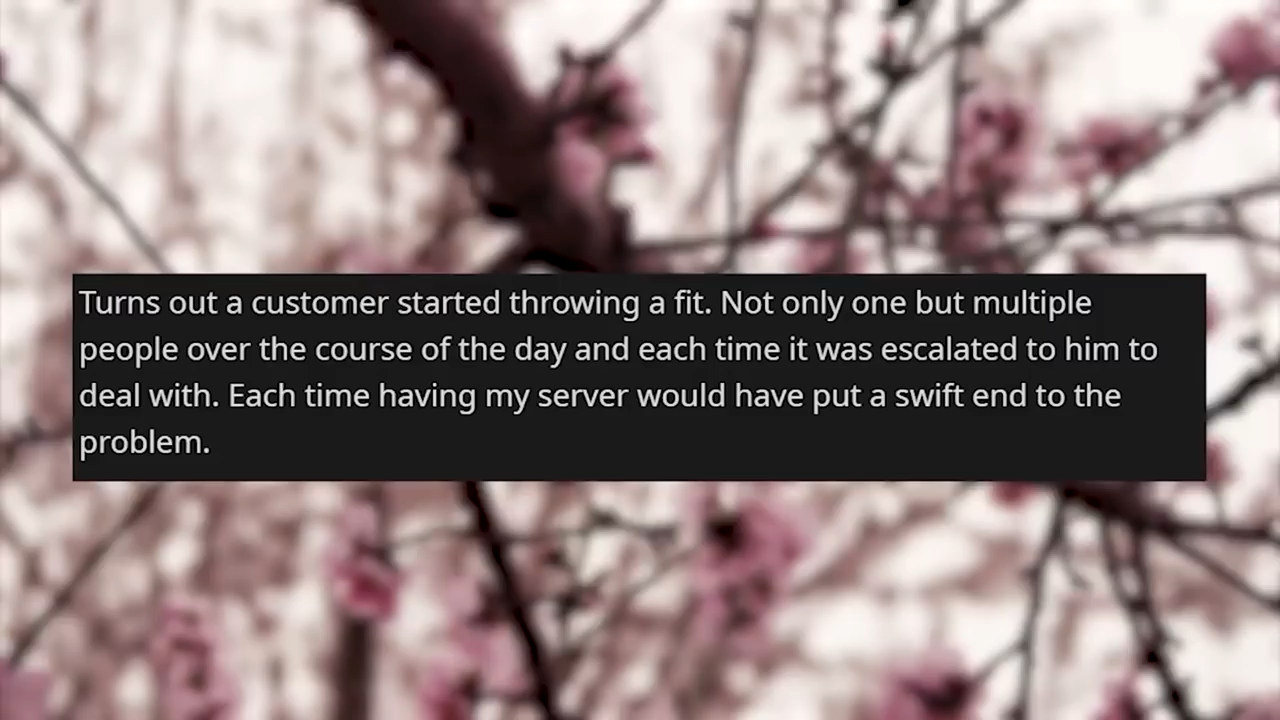 Turns out a customer started throwing a fit. Not only one but multiple
people over the course of the day and each time it was escalated to him to
deal with. Each time having my server would have put a swift end to the
problem.